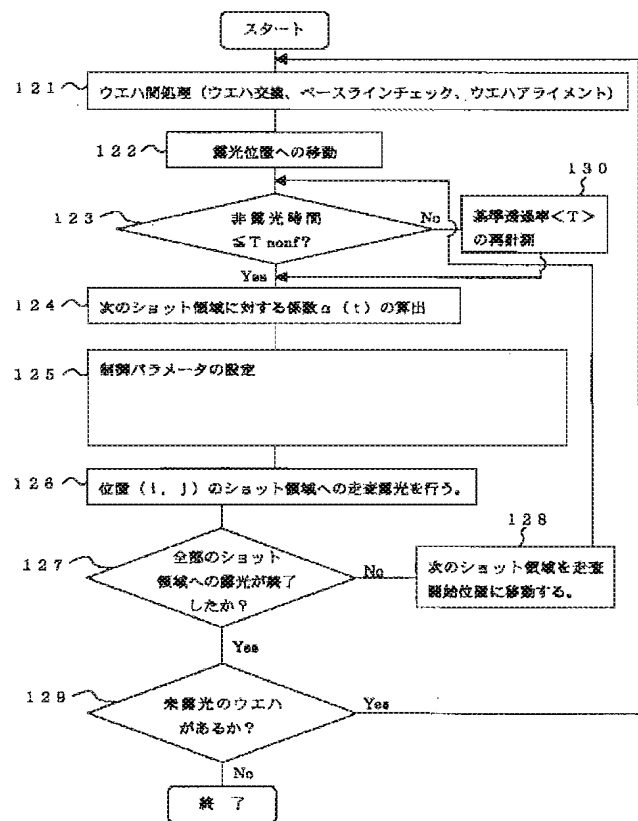 スタート
121
ウエハ間処理（ウエハ交換、ベースラインチェック、ウエハアライメント）
122
露光位置への移動
130
123
非露光時間
≦T nonf?
No
基準透過率<T>
の再計測
Yes
124
次のショット領域に対する係数α（t）の算出
125
制御パラメータの設定
126
位置（i, j）のショット領域への走査露光を行う。
128
127
全部のショット
領域への露光が終了
したか?
No
次のショット領域を走査
開始位置に移動する。
Yes
129
未露光のウエハ
があるか?
Yes
No
終 了